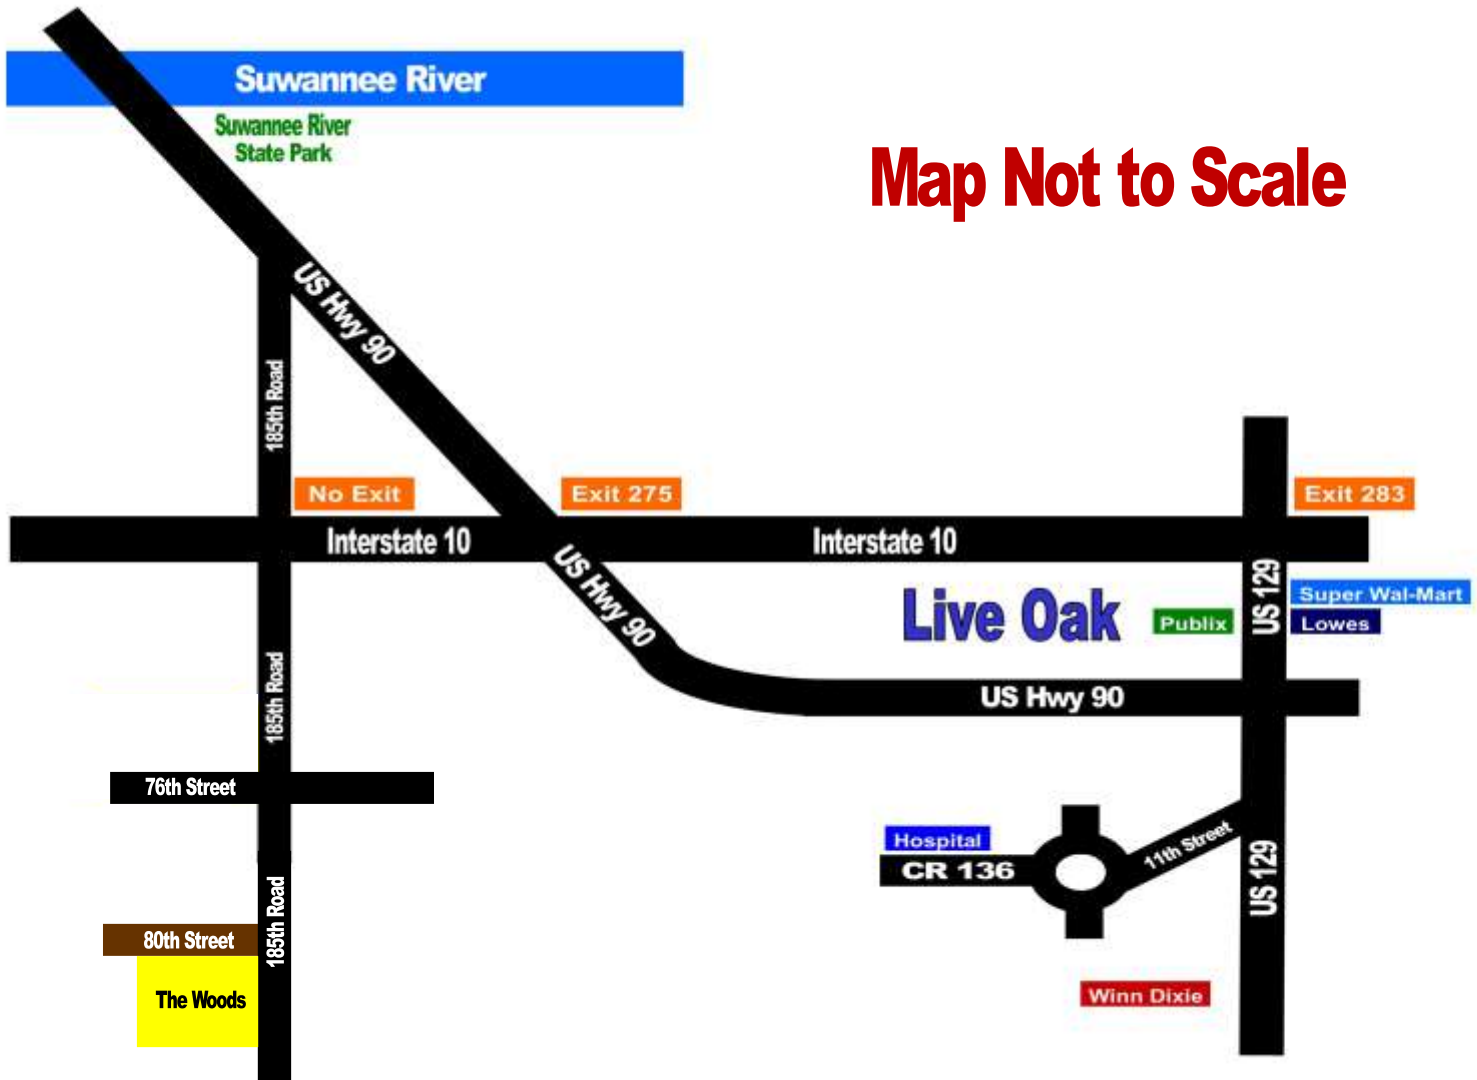 Suwannee River
Suwannee River
State Park
Map Not to Scale
US Hwy 90
185th Road
No Exit
Exit 275
Exit 283
Interstate 10
Interstate 10
US Hwy 90
US 129
Super Wal-Mart
Live Oak
Publix
Lowes
185th Road
US Hwy 90
76th Street
Hospital
11th Street
CR 136
US 129
185th Road
80th Street
The Woods
Winn Dixie